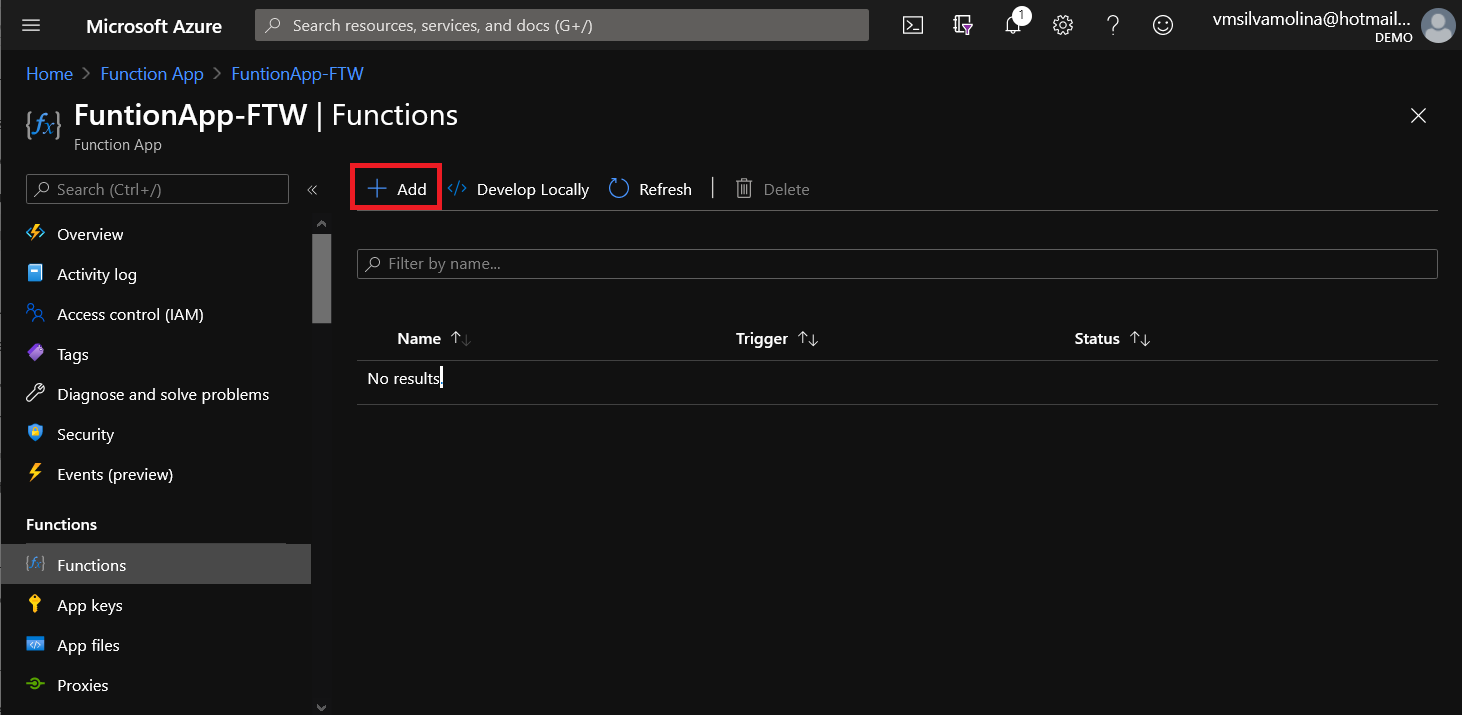 Microsoft Azure
Search resources, services, and docs (G+/)
1
vmsilvamolina@hotmail...
DEMO
Home > Function App > FuntionApp-FTW
FuntionApp-FTW | Functions
Function App
Search (Ctrl+/)
«
Add
Develop Locally
Refresh
Delete
Overview
Activity log
Access control (IAM)
Tags
Diagnose and solve problems
Security
Events (preview)
Functions
Functions
App keys
App files
Proxies
Filter by name...
Name
Trigger
Status
No results.